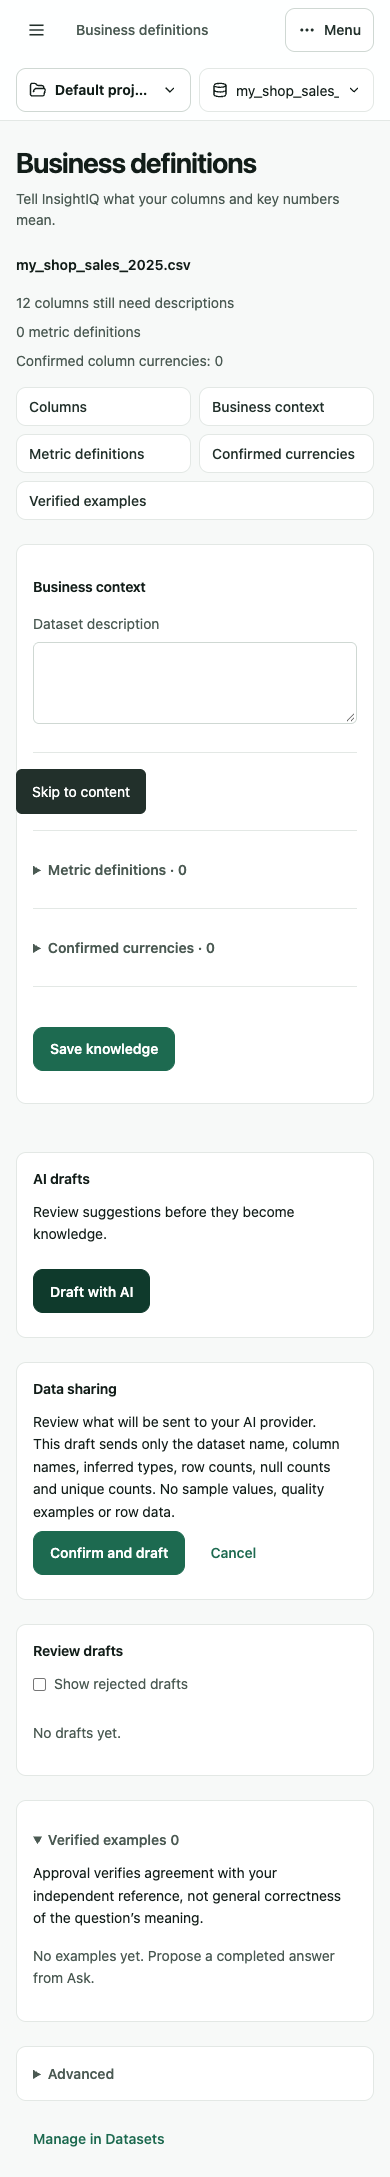 Business definitions
Menu
Default proj...
my_shop_sales_
Business definitions
Tell InsightIQ what your columns and key numbers
mean.
my_shop_sales_2025.csv
12 columns still need descriptions
0 metric definitions
Confirmed column currencies: 0
Columns
Business context
Metric definitions
Confirmed currencies
Verified examples
Business context
Dataset description
Skip to content
Metric definitions · 0
Confirmed currencies · 0
Save knowledge
AI drafts
Review suggestions before they become
knowledge.
Draft with AI
Data sharing
Review what will be sent to your AI provider.
This draft sends only the dataset name, column
names, inferred types, row counts, null counts
and unique counts. No sample values, quality
examples or row data.
Confirm and draft
Cancel
Review drafts
Show rejected drafts
No drafts yet.
Verified examples 0
Approval verifies agreement with your
independent reference, not general correctness
of the question’s meaning.
No examples yet. Propose a completed answer
from Ask.
Advanced
Manage in Datasets